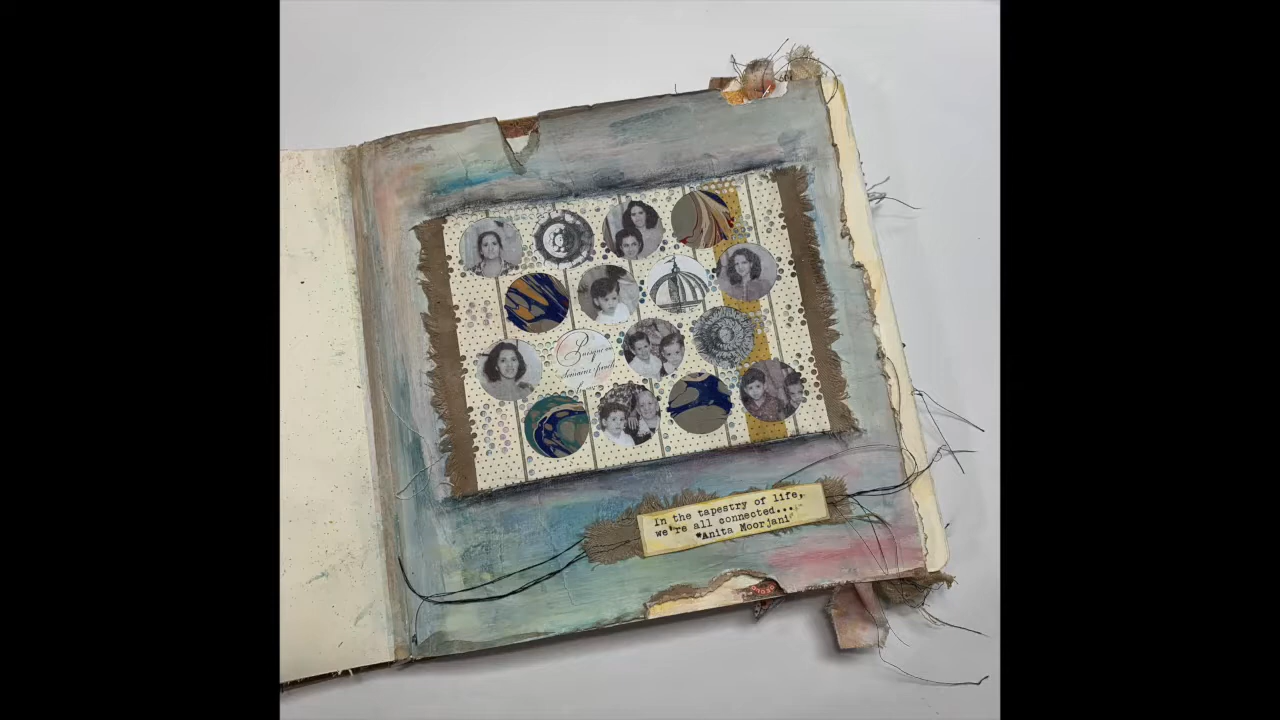 In the tapestry of life,
we're all connected...
"Anita Moorjani"